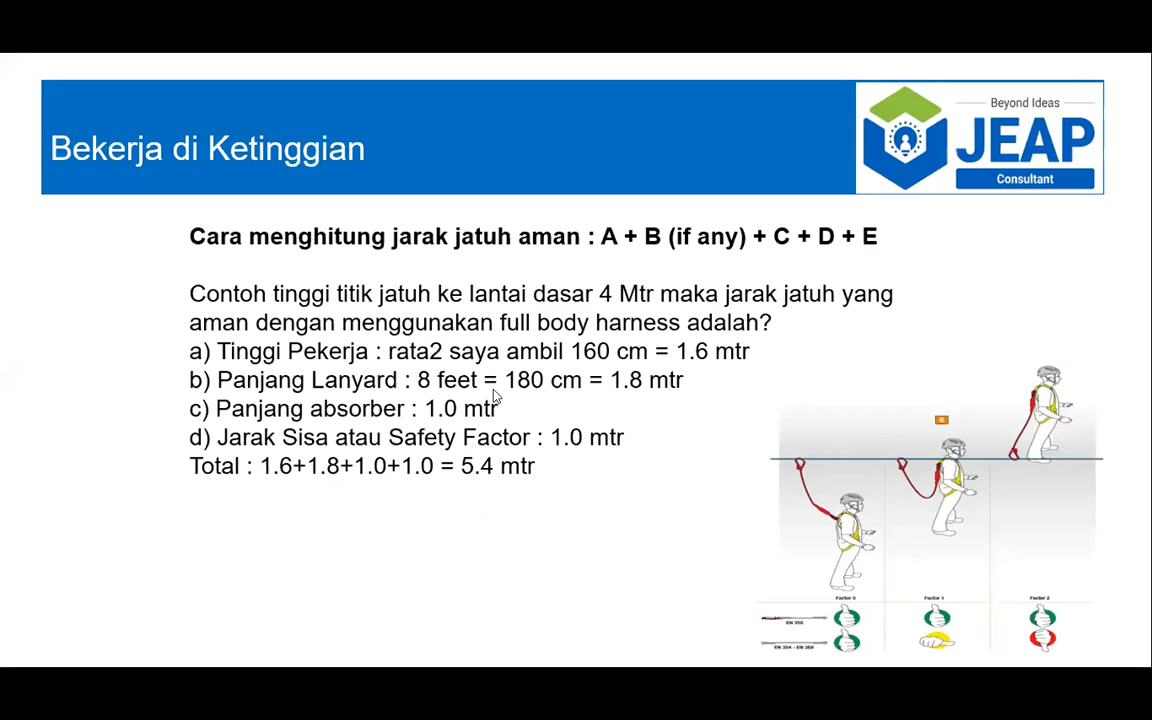 Bekerja di Ketinggian
Beyond Ideas
JEAP
Consultant
Cara menghitung jarak jatuh aman : A + B (if any) + C + D + E
Contoh tinggi titik jatuh ke lantai dasar 4 Mtr maka jarak jatuh yang
aman dengan menggunakan full body harness adalah?
a) Tinggi Pekerja : rata2 saya ambil 160 cm = 1.6 mtr
b) Panjang Lanyard : 8 feet = 180 cm = 1.8 mtr
c) Panjang absorber : 1.0 mtr
d) Jarak Sisa atau Safety Factor : 1.0 mtr
Total : 1.6+1.8+1.0+1.0 = 5.4 mtr
6
Factor 0
Factor 1
Factor 2
EN 355